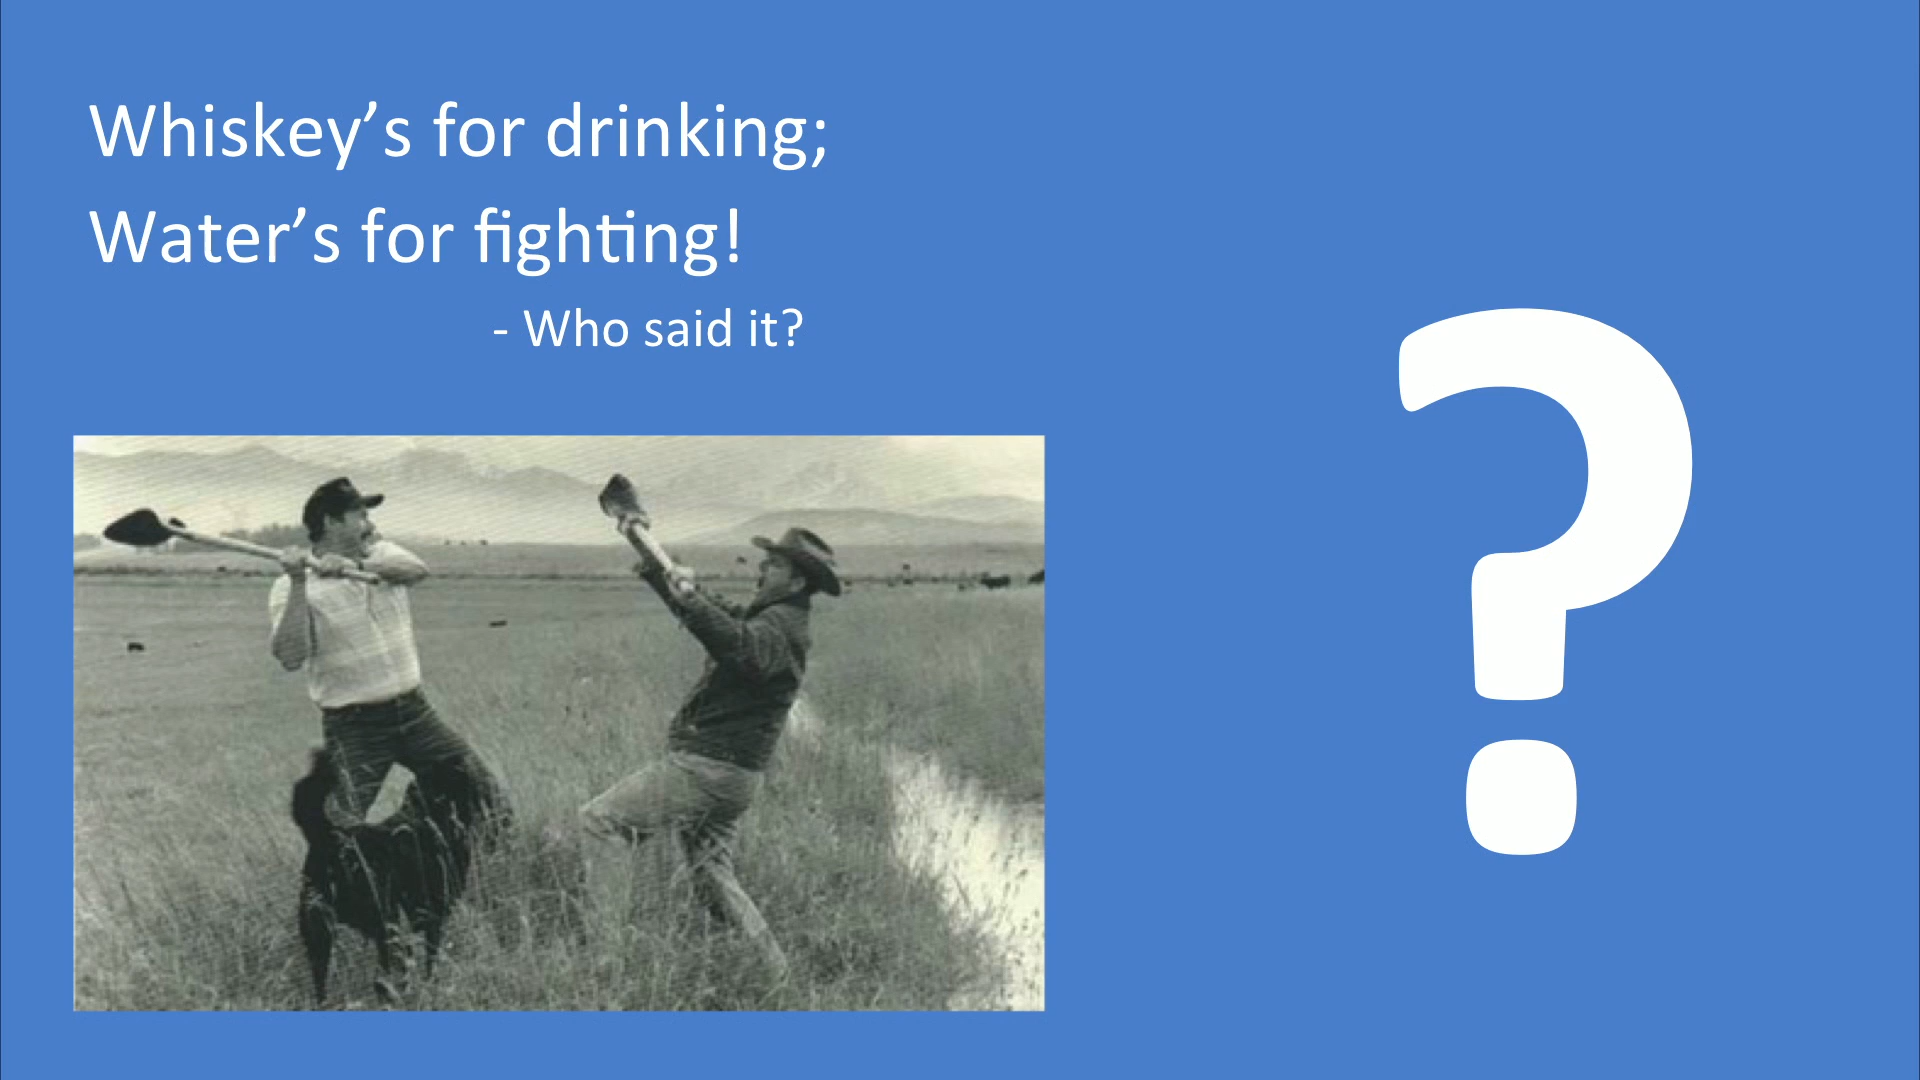 Whiskey’s for drinking;
Water’s for fighting!
- Who said it?
?